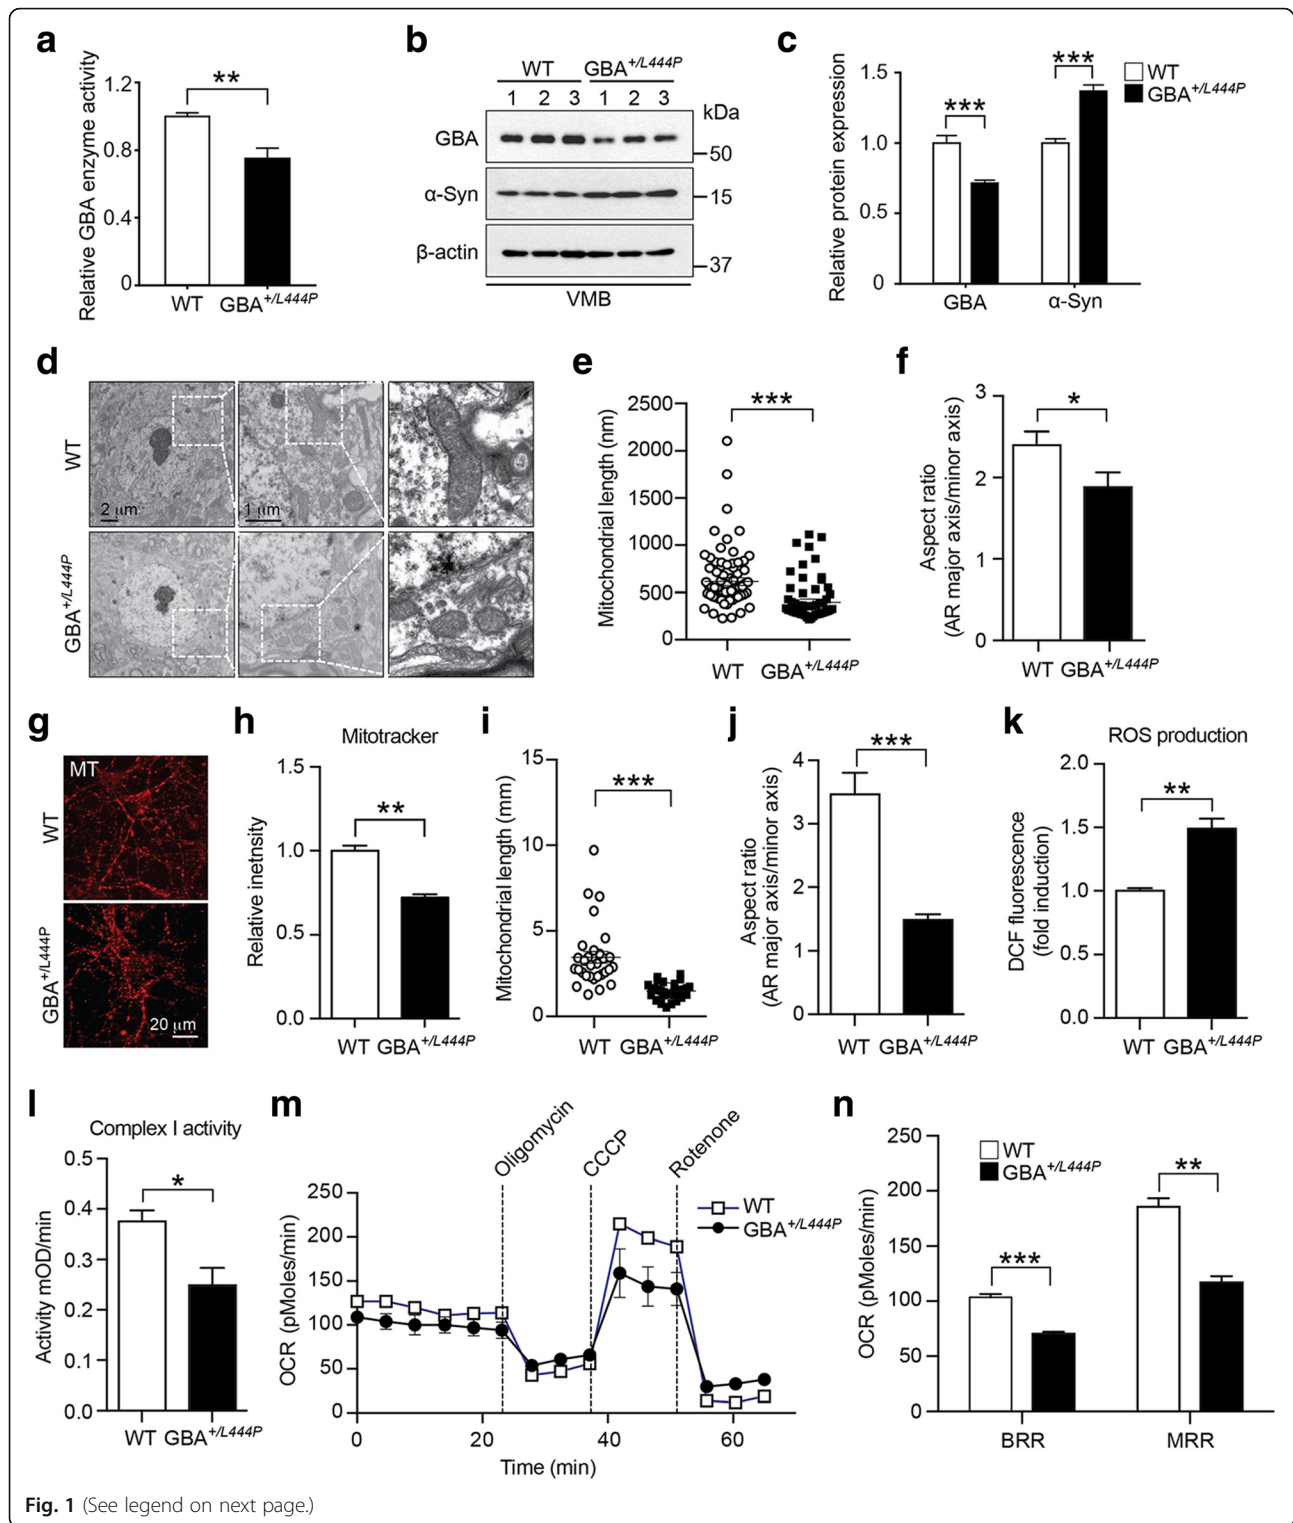 a
Relative GBA enzyme activity
1.2
0.8
0.4
0
**
WT GBA+/L444P
b
WT GBA+/L444P
1 2 3 1 2 3
kDa
GBA
50
α-Syn
15
β-actin
37
VMB
c
Relative protein expression
1.5
1.0
0.5
0
***
***
WT
GBA+/L444P
GBA α-Syn
d
WT
2 μm
1 μm
GBA+/L444P
e
Mitochondrial length (nm)
2500
2000
1500
1000
500
0
***
WT GBA+/L444P
f
Aspect ratio
(AR major axis/minor axis)
3
2
1
0
*
WT GBA+/L444P
g
MT
WT
GBA+/L444P
20 μm
h
Mitotracker
Relative inetnsity
1.5
1.0
0.5
0.0
**
WT GBA+/L444P
i
Mitochondrial length (mm)
15
10
5
0
***
WT GBA+/L444P
j
Aspect ratio
(AR major axis/minor axis)
4
3
2
1
0
***
WT GBA+/L444P
k
ROS production
DCF fluorescence
(fold induction)
2.0
1.5
1.0
0.5
0.0
**
WT GBA+/L444P
l
Complex I activity
Activity mOD/min
0.5
0.4
0.3
0.2
0.1
0.0
*
WT GBA+/L444P
m
Oligomycin
CCCP
Rotenone
OCR (pMoles/min)
250
200
150
100
50
0
WT
GBA+/L444P
0 20 40 60
Time (min)
n
OCR (pMoles/min)
250
200
150
100
50
0
WT
GBA+/L444P
***
**
BRR MRR
Fig. 1 (See legend on next page.)